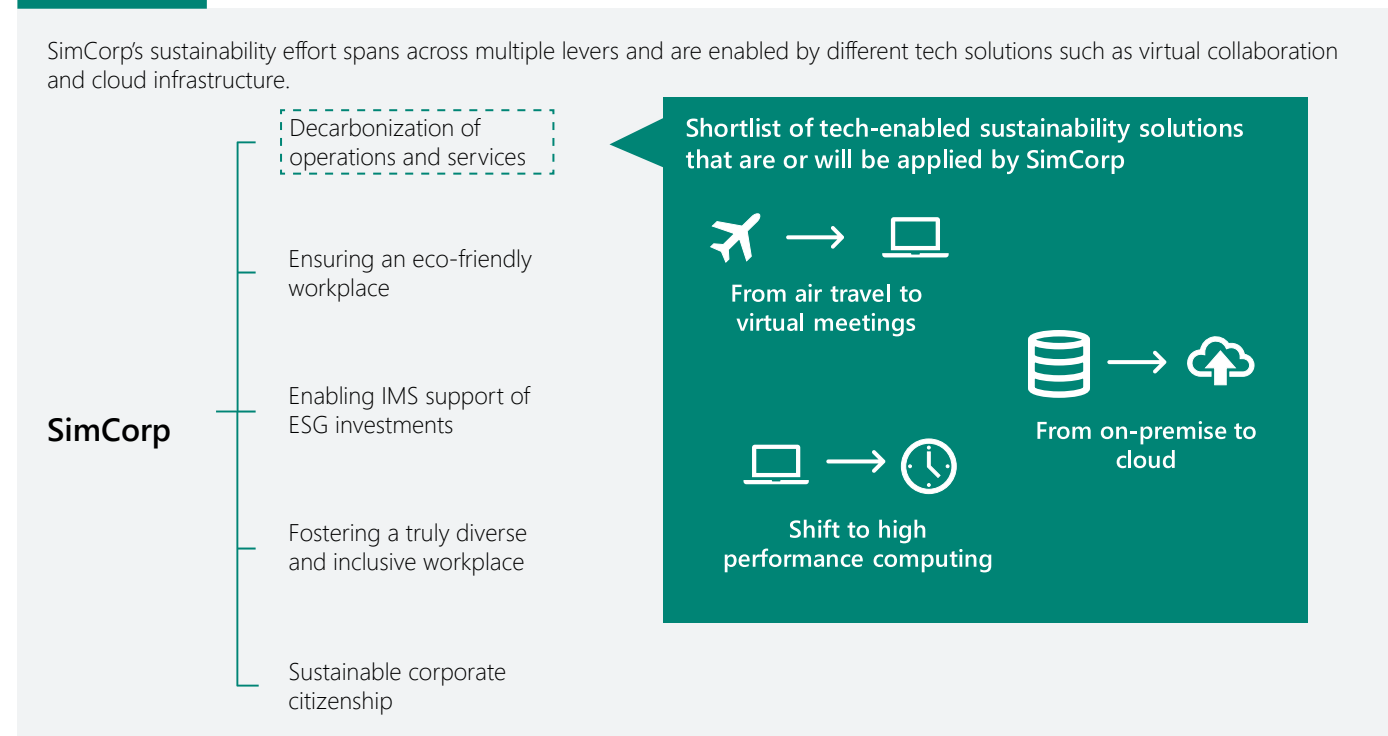 SimCorp's sustainability effort spans across multiple levers and are enabled by different tech solutions such as virtual collaboration
and cloud infrastructure.
SimCorp
Decarbonization of
operations and services
Ensuring an eco-friendly
workplace
Enabling IMS support of
ESG investments
Fostering a truly diverse
and inclusive workplace
Sustainable corporate
citizenship
Shortlist of tech-enabled sustainability solutions
that are or will be applied by SimCorp
From air travel to
virtual meetings
From on-premise to
cloud
Shift to high
performance computing